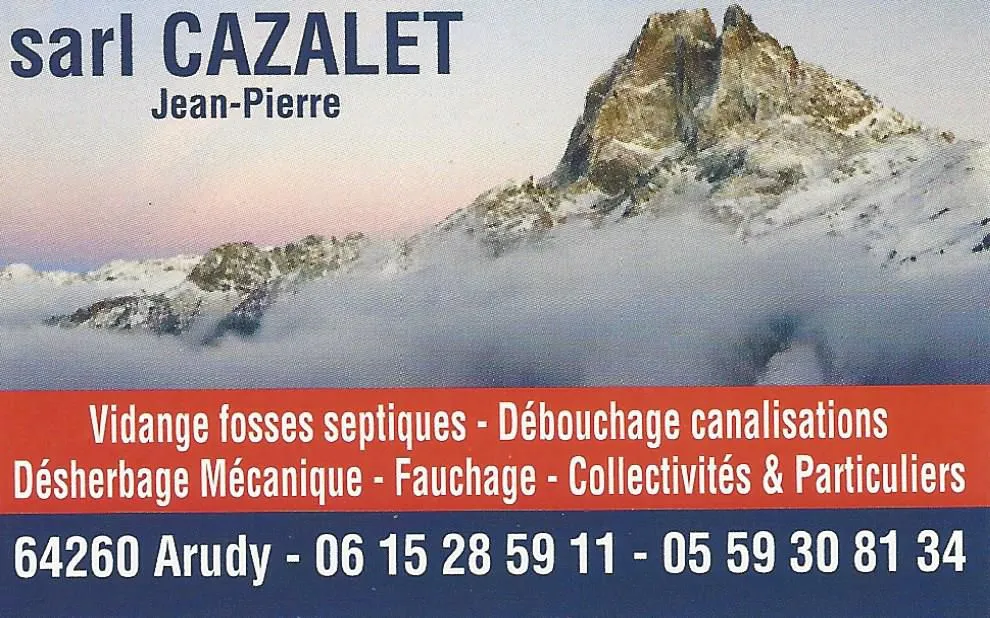 sarl CAZALET
Jean-Pierre
Vidange fosses septiques - Débouchage canalisations
Désherbage Mécanique - Fauchage - Collectivités & Particuliers
64260 Arudy - 06 15 28 59 11 - 05 59 30 81 34